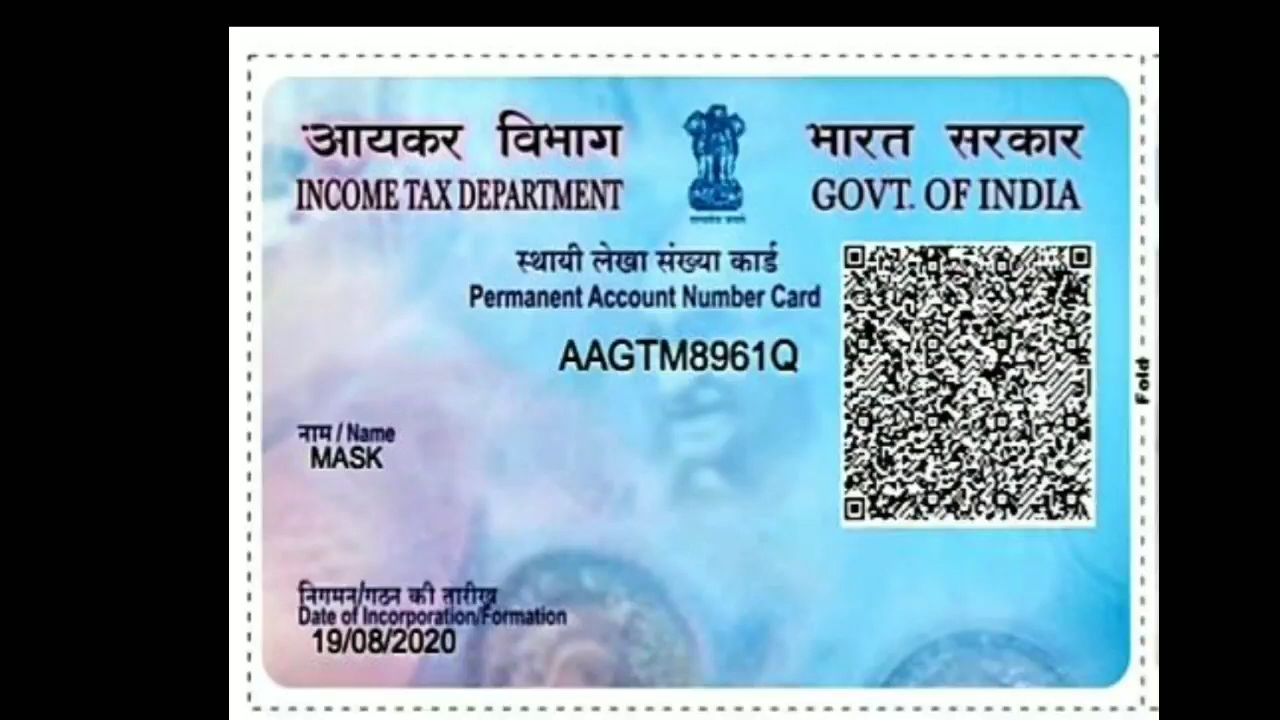 आयकर विभाग
INCOME TAX DEPARTMENT
भारत सरकार
GOVT. OF INDIA
स्थायी लेखा संख्या कार्ड
Permanent Account Number Card
AAGTM8961Q
नाम / Name
MASK
निगमन/गठन की तारीख
Date of Incorporation/Formation
19/08/2020
Fold